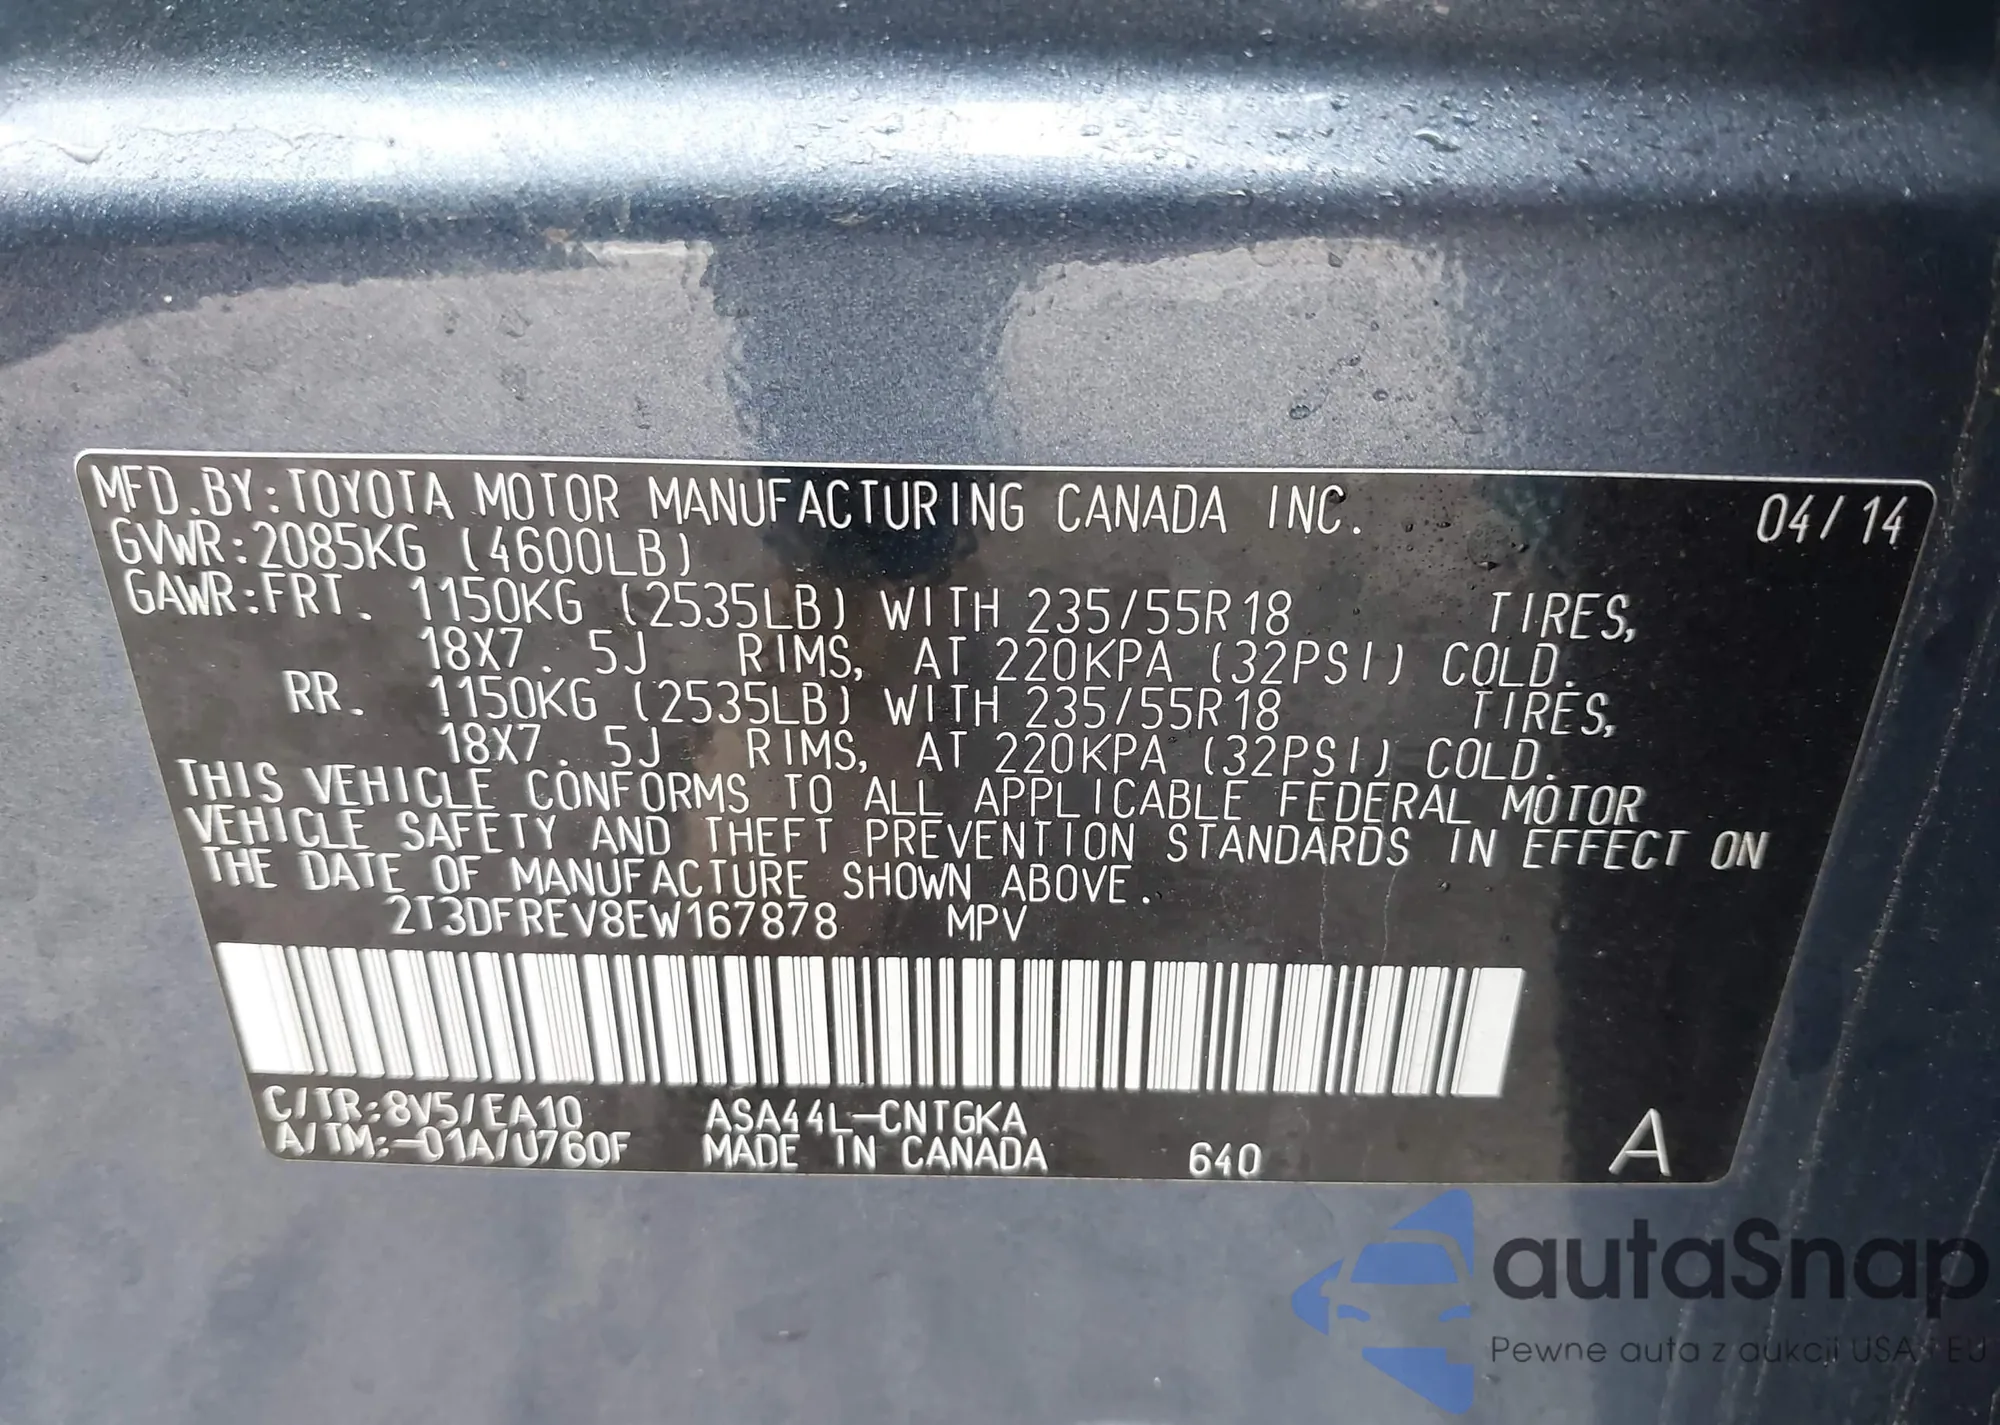 MFD.BY:TOYOTA MOTOR MANUFACTURING CANADA INC. 04/14
GVWR:2085KG (4600LB)
GAWR:FRT. 1150KG (2535LB) WITH 235/55R18 TIRES,
18X7.5J RIMS, AT 220KPA (32PSI) COLD.
RR. 1150KG (2535LB) WITH 235/55R18 TIRES,
18X7.5J RIMS, AT 220KPA (32PSI) COLD.
THIS VEHICLE CONFORMS TO ALL APPLICABLE FEDERAL MOTOR
VEHICLE SAFETY AND THEFT PREVENTION STANDARDS IN EFFECT ON
THE DATE OF MANUFACTURE SHOWN ABOVE.
2T3DFREV8EW167878 MPV
C/TR:8V5/EA10 ASA44L-CNTGKA
A/TM:-01A/U760F MADE IN CANADA 640 A
autaSnap
Pewne auta z aukcji USA i EU